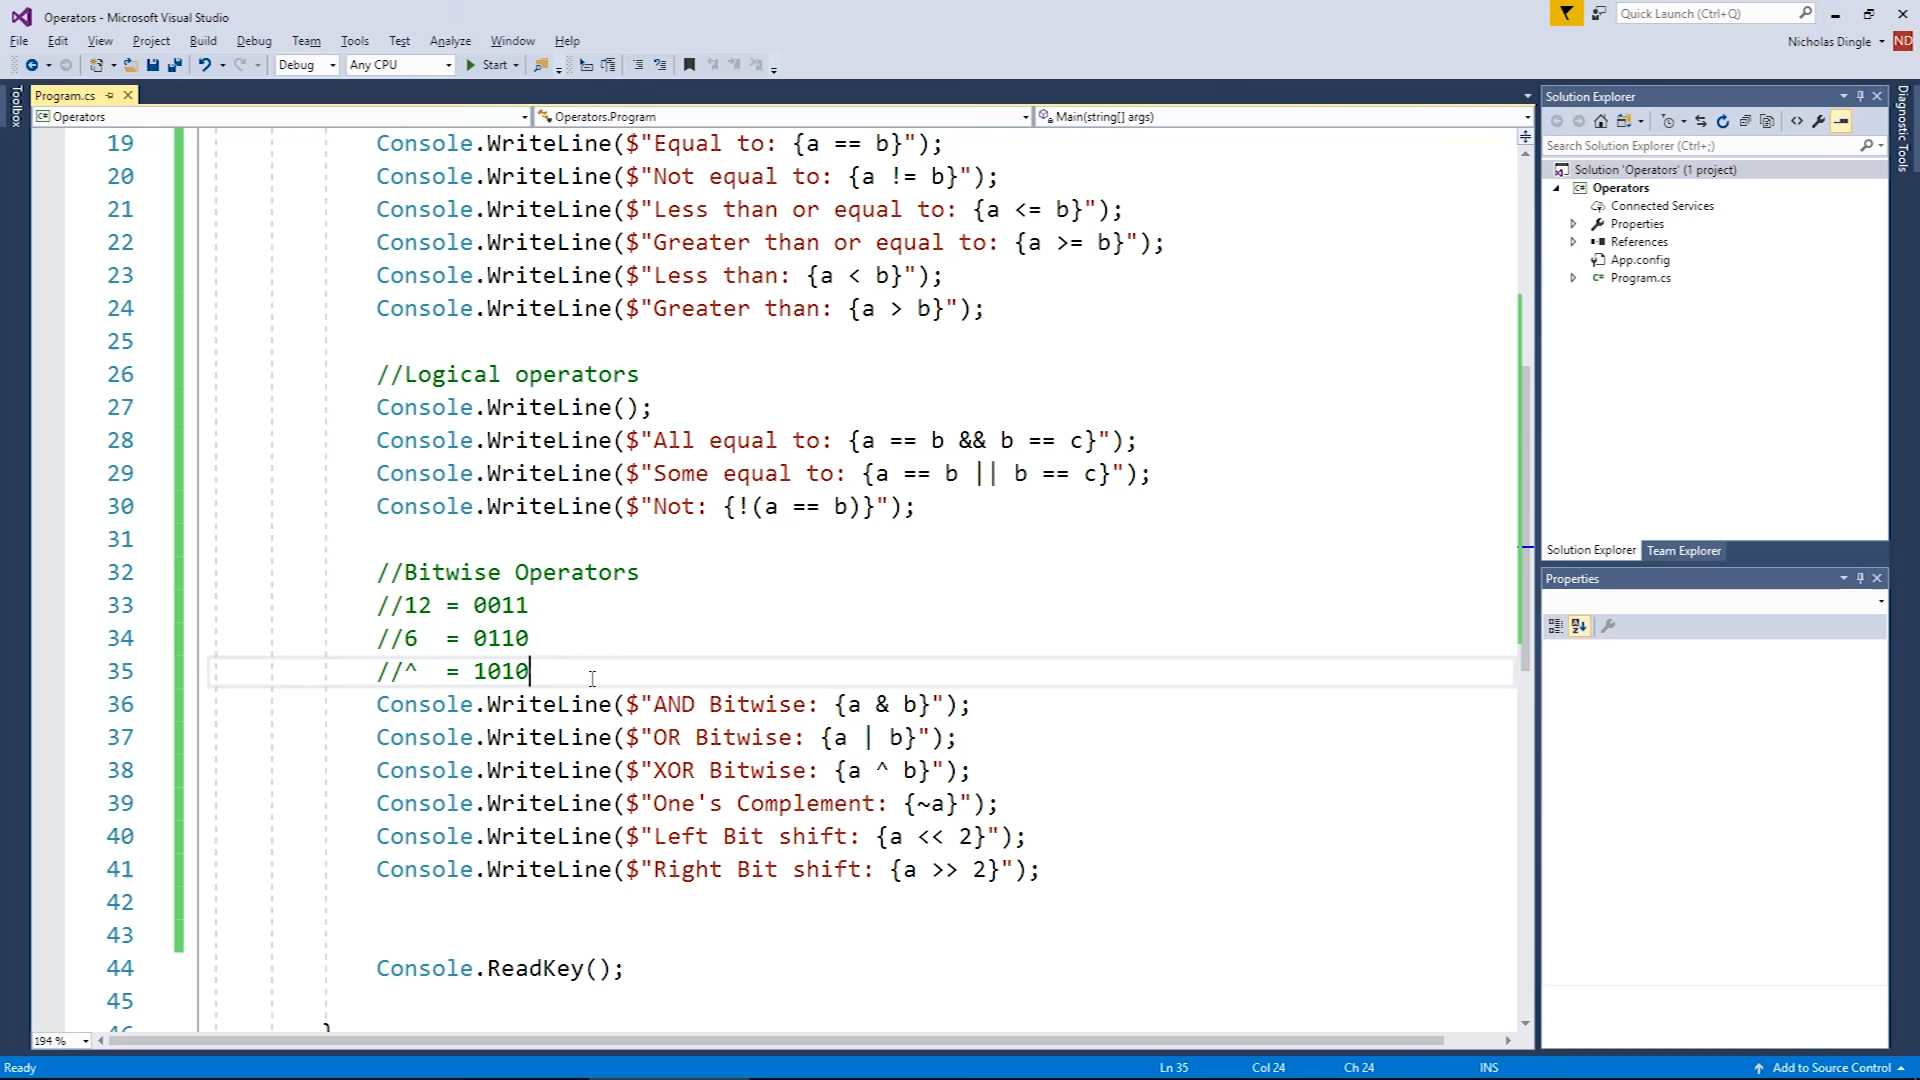 Operators - Microsoft Visual Studio
Quick Launch (Ctrl+Q)
File Edit View Project Build Debug Team Tools Test Analyze Window Help
Nicholas Dingle ND
Debug Any CPU Start
Toolbox
Program.cs
Operators Operators.Program Main(string[] args)
19 Console.WriteLine($"Equal to: {a == b}");
20 Console.WriteLine($"Not equal to: {a != b}");
21 Console.WriteLine($"Less than or equal to: {a <= b}");
22 Console.WriteLine($"Greater than or equal to: {a >= b}");
23 Console.WriteLine($"Less than: {a < b}");
24 Console.WriteLine($"Greater than: {a > b}");
25
26 //Logical operators
27 Console.WriteLine();
28 Console.WriteLine($"All equal to: {a == b && b == c}");
29 Console.WriteLine($"Some equal to: {a == b || b == c}");
30 Console.WriteLine($"Not: {!(a == b)}");
31
32 //Bitwise Operators
33 //12 = 0011
34 //6  = 0110
35 //^  = 1010
36 Console.WriteLine($"AND Bitwise: {a & b}");
37 Console.WriteLine($"OR Bitwise: {a | b}");
38 Console.WriteLine($"XOR Bitwise: {a ^ b}");
39 Console.WriteLine($"One's Complement: {~a}");
40 Console.WriteLine($"Left Bit shift: {a << 2}");
41 Console.WriteLine($"Right Bit shift: {a >> 2}");
42
43
44 Console.ReadKey();
45
46 }
194 %
Solution Explorer
Search Solution Explorer (Ctrl+;)
Solution 'Operators' (1 project)
Operators
Connected Services
Properties
References
App.config
Program.cs
Solution Explorer Team Explorer
Properties
Diagnostic Tools
Ready Ln 35 Col 24 Ch 24 INS Add to Source Control